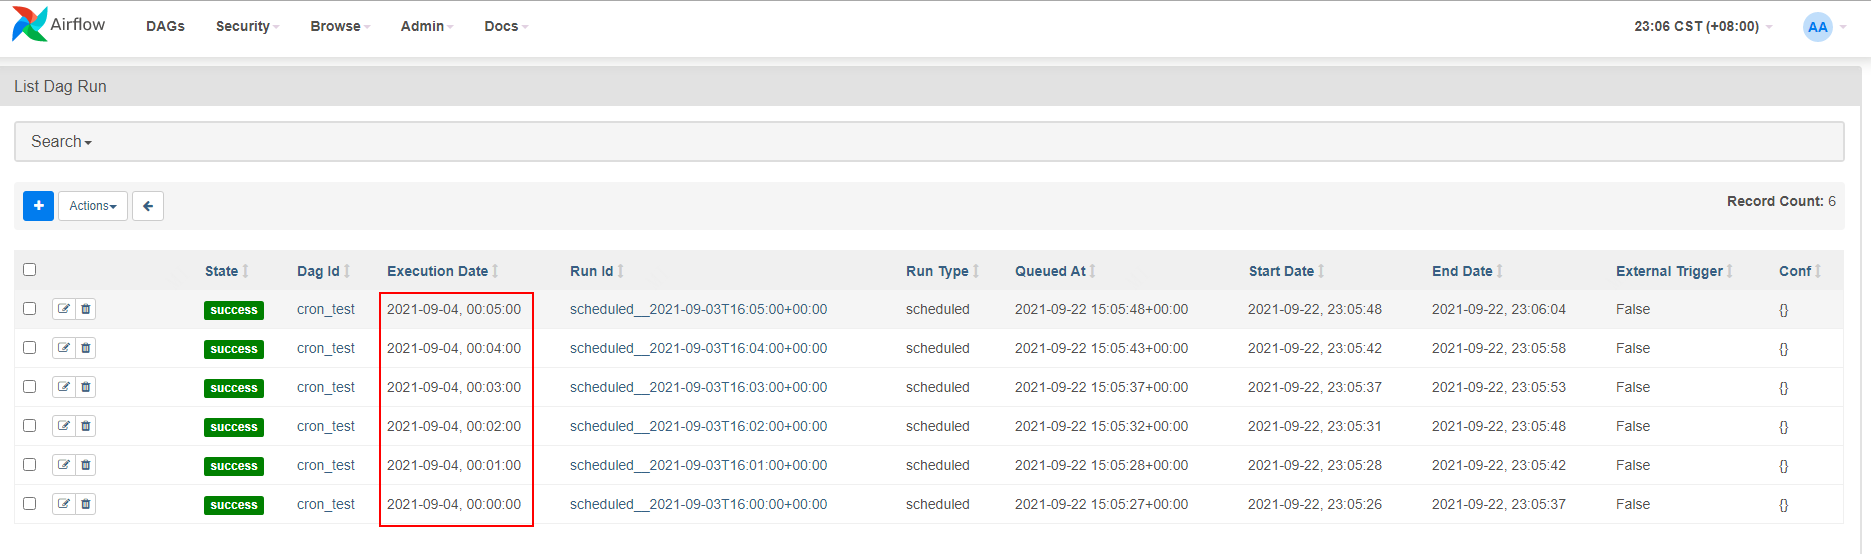 Airflow DAGs Security Browse Admin Docs 23:06 CST (+08:00) AA
List Dag Run
Search
Actions Record Count: 6
State Dag Id Execution Date Run Id Run Type Queued At Start Date End Date External Trigger Conf
success cron_test 2021-09-04, 00:05:00 scheduled__2021-09-03T16:05:00+00:00 scheduled 2021-09-22 15:05:48+00:00 2021-09-22, 23:05:48 2021-09-22, 23:06:04 False {}
success cron_test 2021-09-04, 00:04:00 scheduled__2021-09-03T16:04:00+00:00 scheduled 2021-09-22 15:05:43+00:00 2021-09-22, 23:05:42 2021-09-22, 23:05:58 False {}
success cron_test 2021-09-04, 00:03:00 scheduled__2021-09-03T16:03:00+00:00 scheduled 2021-09-22 15:05:37+00:00 2021-09-22, 23:05:37 2021-09-22, 23:05:53 False {}
success cron_test 2021-09-04, 00:02:00 scheduled__2021-09-03T16:02:00+00:00 scheduled 2021-09-22 15:05:32+00:00 2021-09-22, 23:05:31 2021-09-22, 23:05:48 False {}
success cron_test 2021-09-04, 00:01:00 scheduled__2021-09-03T16:01:00+00:00 scheduled 2021-09-22 15:05:28+00:00 2021-09-22, 23:05:28 2021-09-22, 23:05:42 False {}
success cron_test 2021-09-04, 00:00:00 scheduled__2021-09-03T16:00:00+00:00 scheduled 2021-09-22 15:05:27+00:00 2021-09-22, 23:05:26 2021-09-22, 23:05:37 False {}